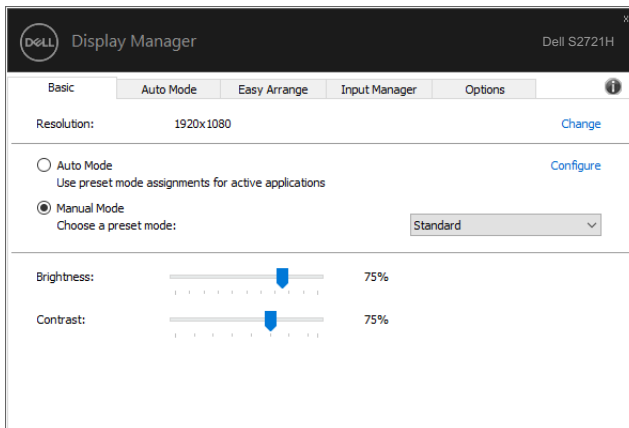 x
DELL Display Manager Dell S2721H
Basic Auto Mode Easy Arrange Input Manager Options i
Resolution: 1920x1080 Change
Auto Mode Configure
Use preset mode assignments for active applications
Manual Mode
Choose a preset mode: Standard
Brightness: 75%
Contrast: 75%